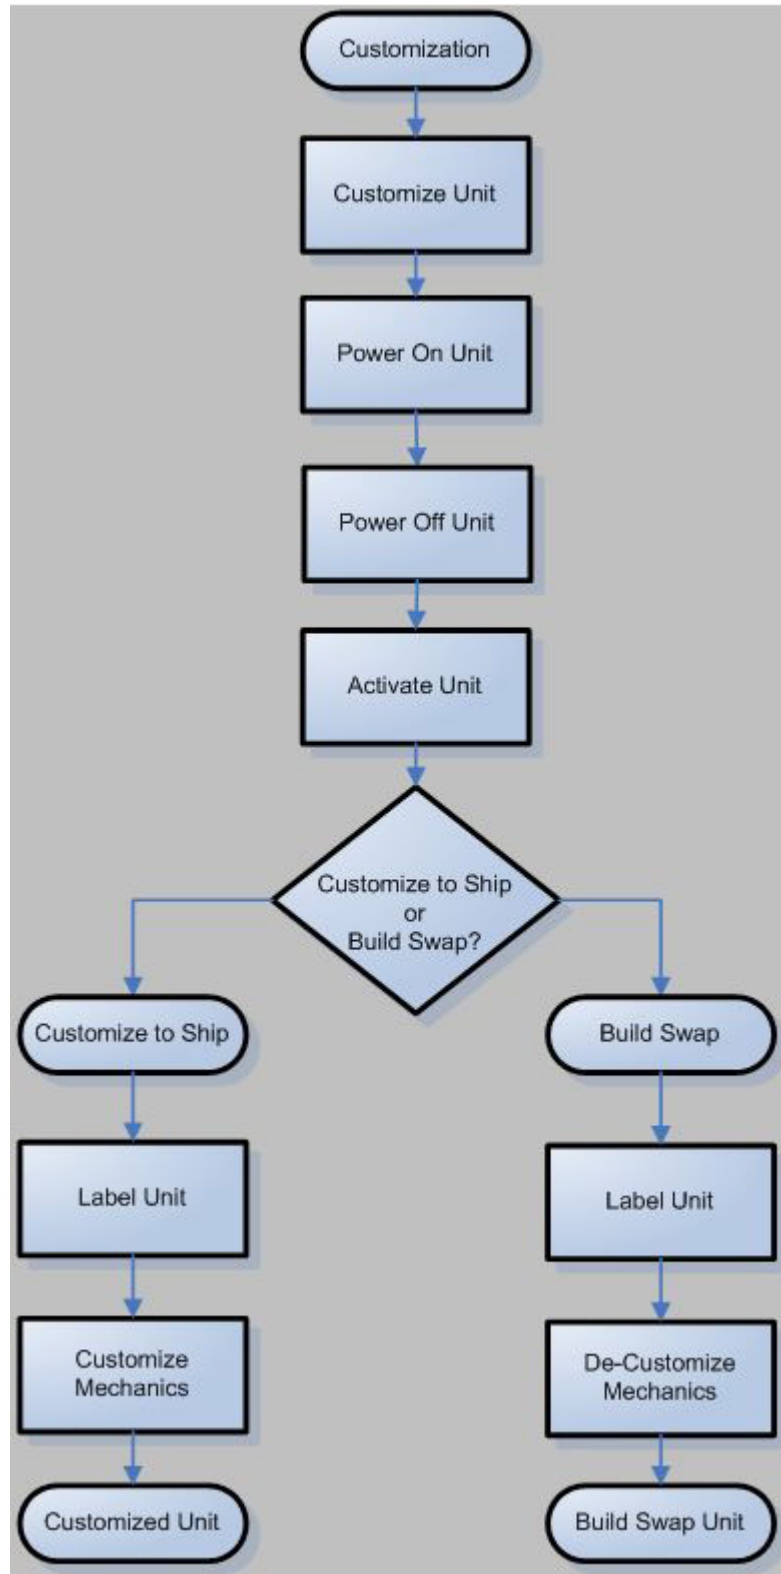 Customization
Customize Unit
Power On Unit
Power Off Unit
Activate Unit
Customize to Ship
or
Build Swap?
Customize to Ship
Build Swap
Label Unit
Label Unit
Customize
Mechanics
De-Customize
Mechanics
Customized Unit
Build Swap Unit